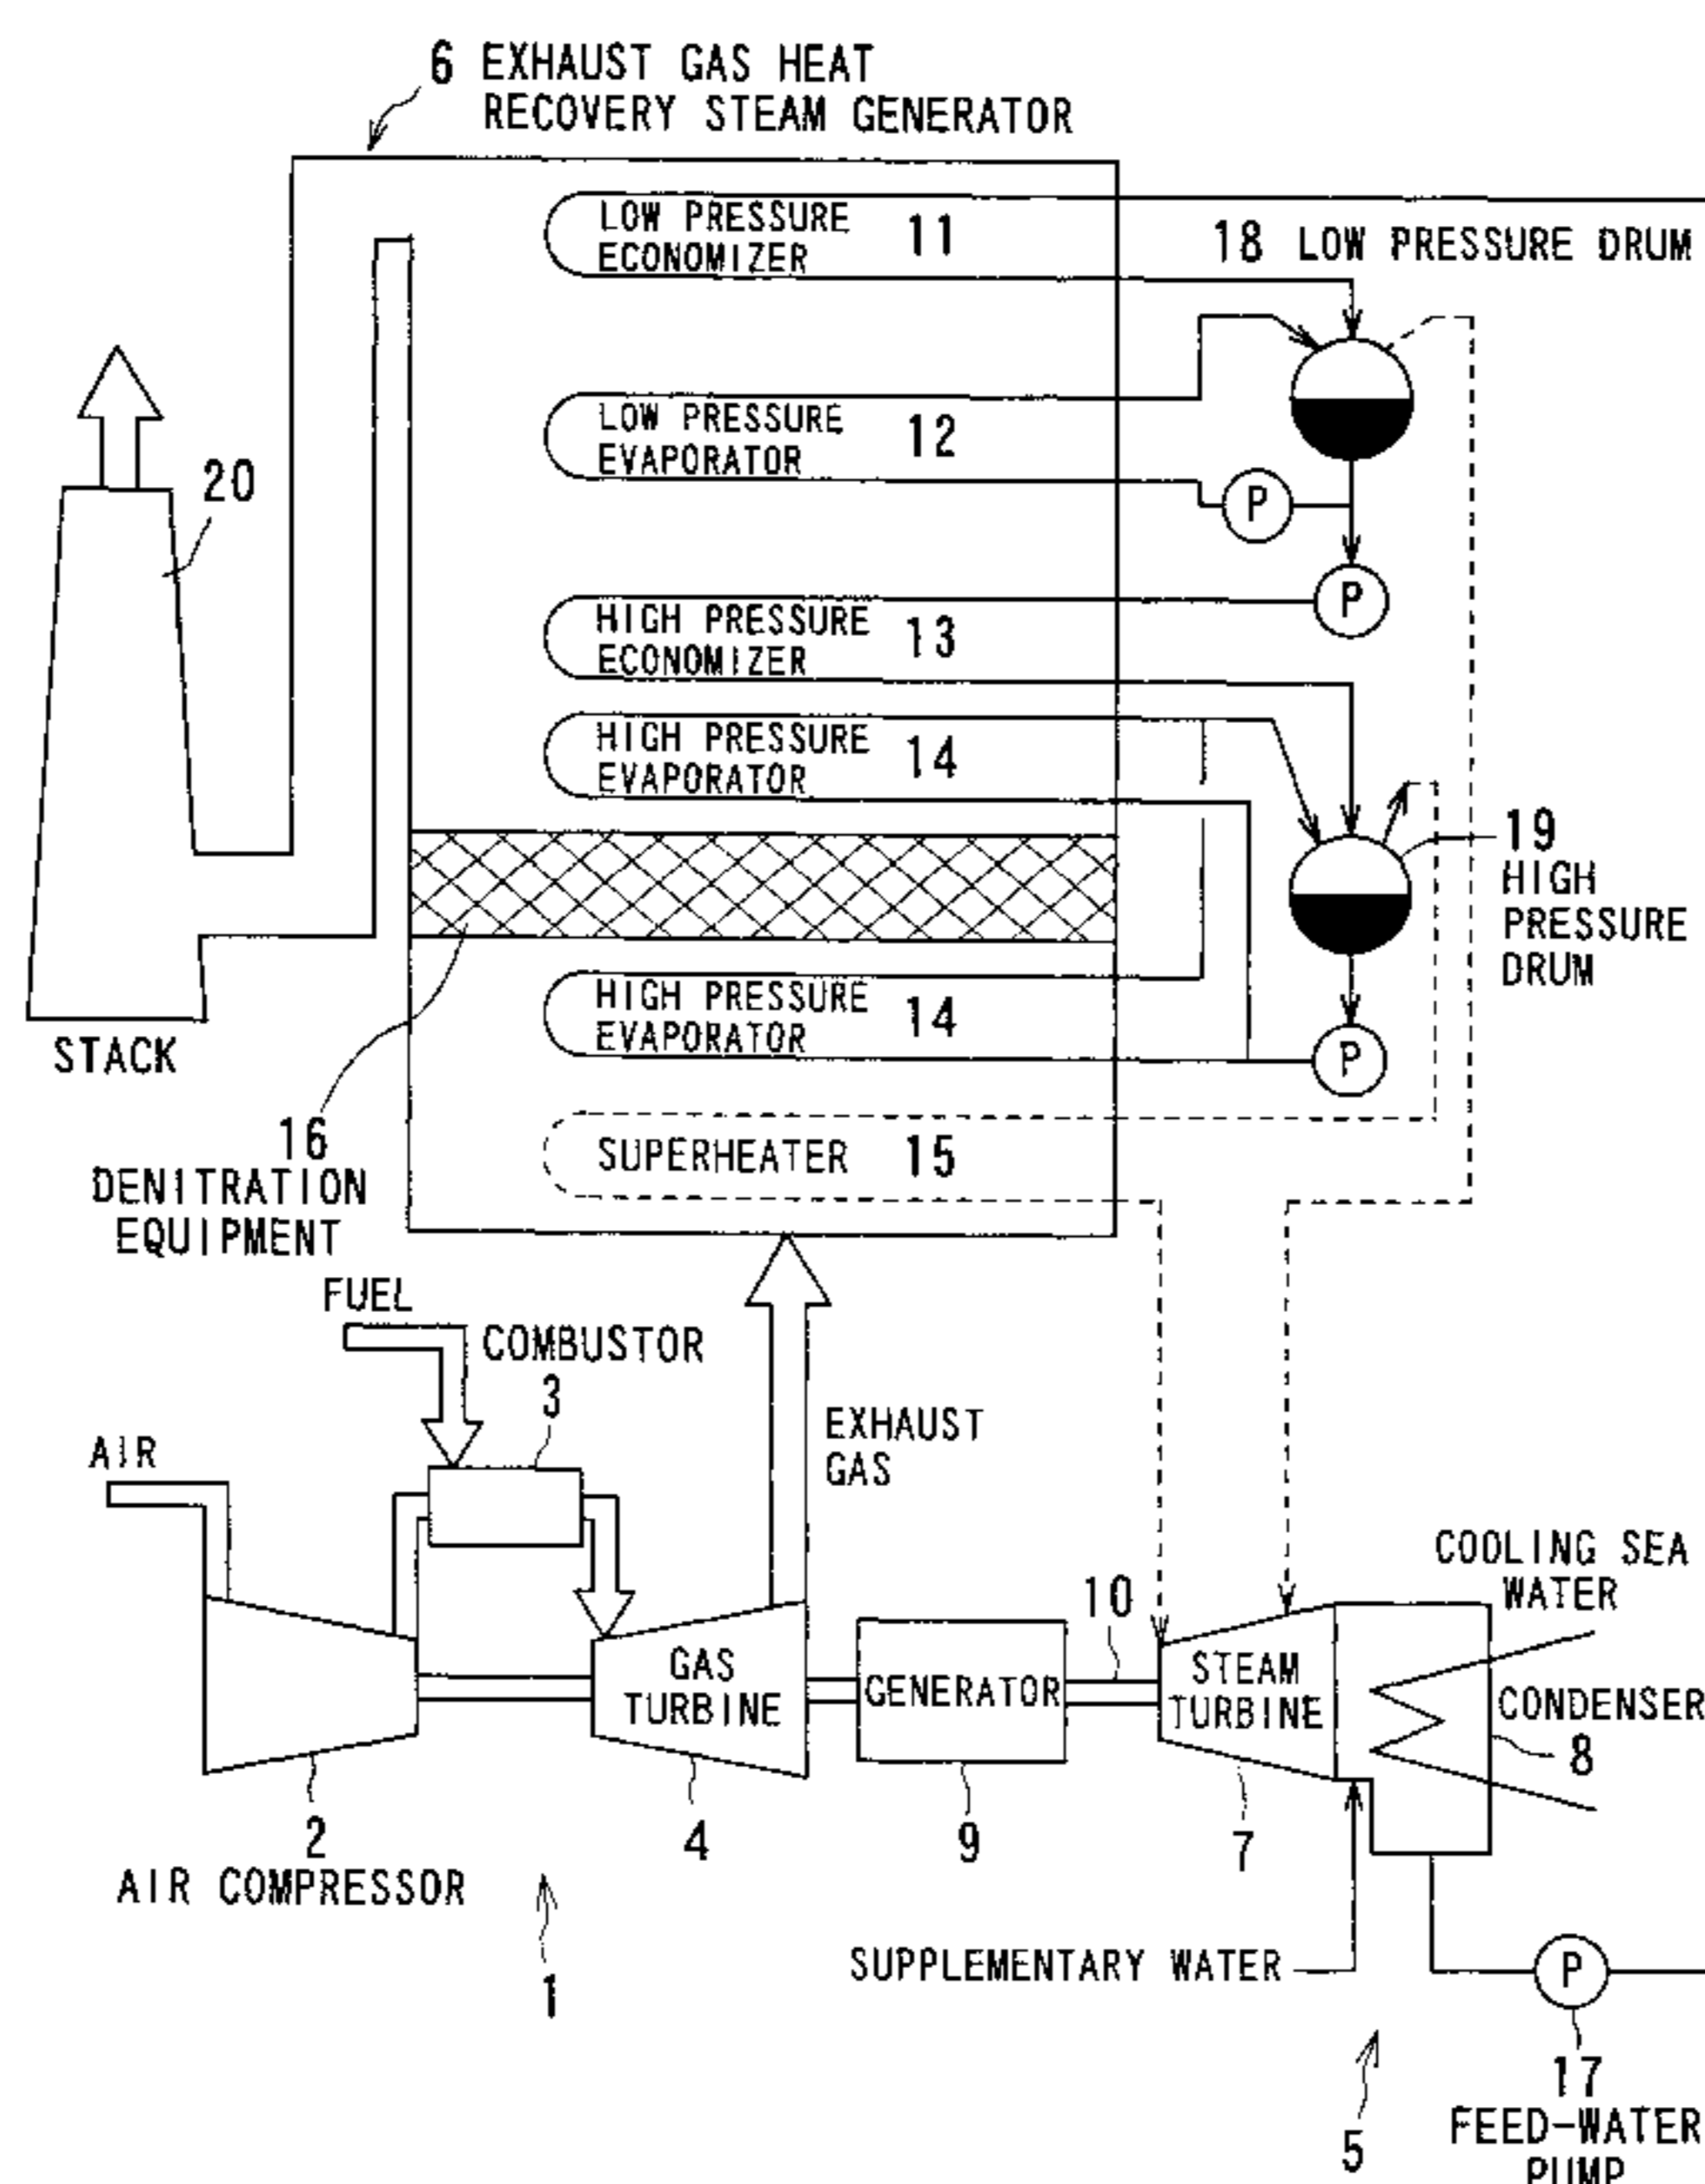 6 EXHAUST GAS HEAT
RECOVERY STEAM GENERATOR
LOW PRESSURE
ECONOMIZER
11
18 LOW PRESSURE DRUM
LOW PRESSURE
EVAPORATOR
12
P
P
20
HIGH PRESSURE
ECONOMIZER
13
HIGH PRESSURE
EVAPORATOR
14
19
HIGH
PRESSURE
DRUM
HIGH PRESSURE
EVAPORATOR
14
P
STACK
16
DENITRATION
EQUIPMENT
SUPERHEATER 15
FUEL
COMBUSTOR
3
AIR
EXHAUST
GAS
COOLING SEA
WATER
10
GAS
TURBINE
GENERATOR
STEAM
TURBINE
CONDENSER
8
2
AIR COMPRESSOR
4
9
7
1
SUPPLEMENTARY WATER
P
5
17
FEED-WATER
PUMP